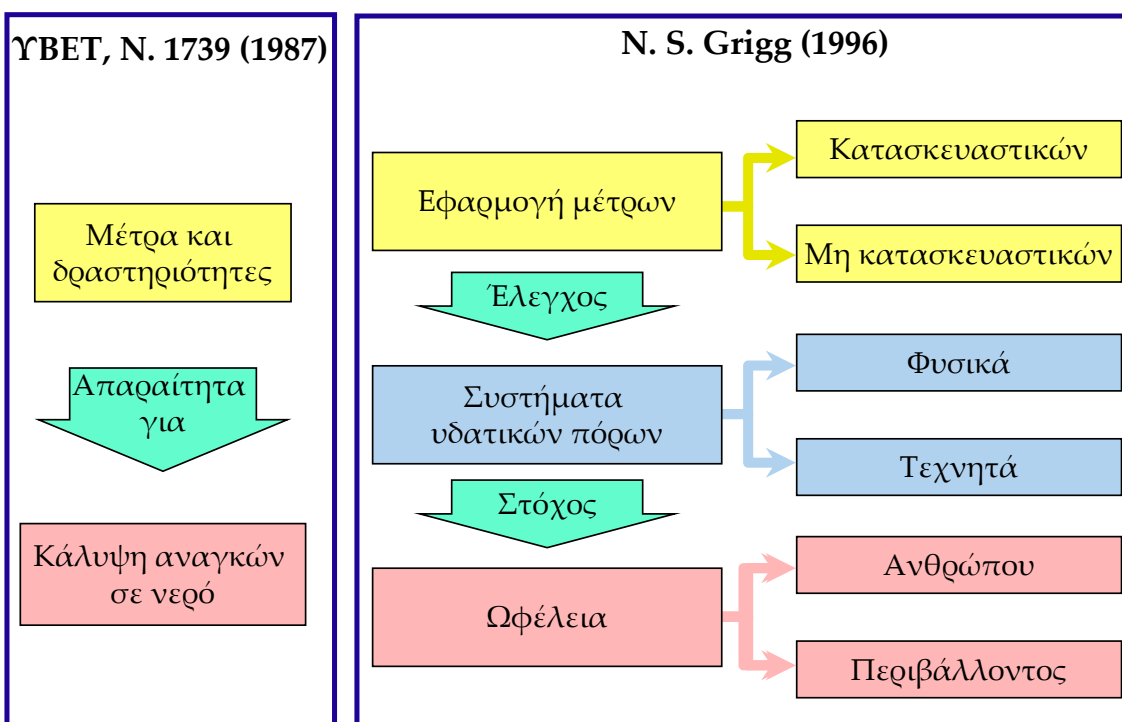 ΥΒΕΤ, Ν. 1739 (1987)
Μέτρα και
δραστηριότητες
Απαραίτητα
για
Κάλυψη αναγκών
σε νερό
N. S. Grigg (1996)
Εφαρμογή μέτρων
Κατασκευαστικών
Μη κατασκευαστικών
Έλεγχος
Συστήματα
υδατικών πόρων
Φυσικά
Τεχνητά
Στόχος
Ωφέλεια
Ανθρώπου
Περιβάλλοντος